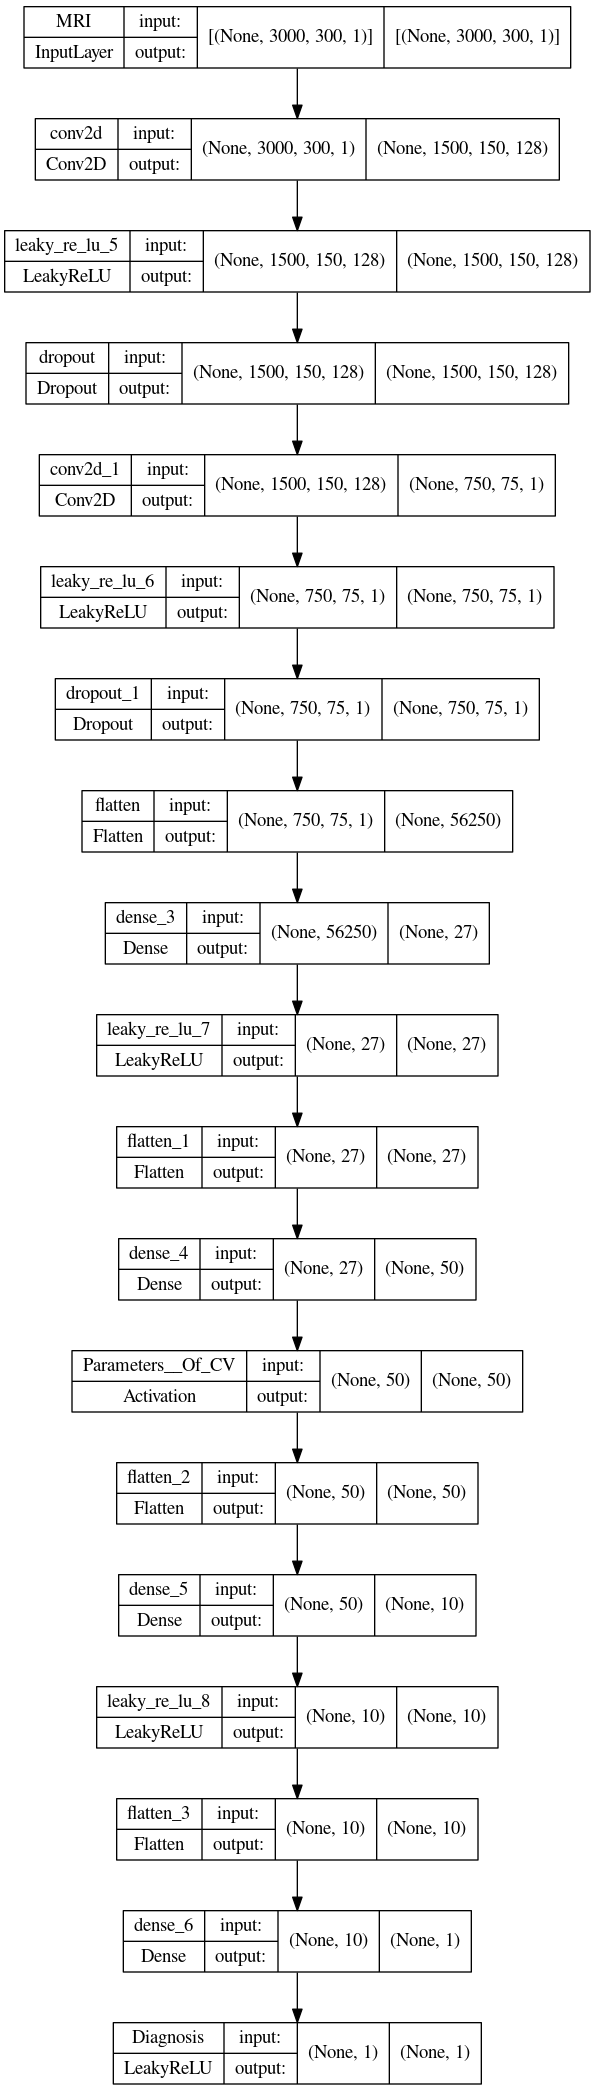 MRI input: [(None, 3000, 300, 1)] [(None, 3000, 300, 1)]
InputLayer output:
conv2d input: (None, 3000, 300, 1) (None, 1500, 150, 128)
Conv2D output:
leaky_re_lu_5 input: (None, 1500, 150, 128) (None, 1500, 150, 128)
LeakyReLU output:
dropout input: (None, 1500, 150, 128) (None, 1500, 150, 128)
Dropout output:
conv2d_1 input: (None, 1500, 150, 128) (None, 750, 75, 1)
Conv2D output:
leaky_re_lu_6 input: (None, 750, 75, 1) (None, 750, 75, 1)
LeakyReLU output:
dropout_1 input: (None, 750, 75, 1) (None, 750, 75, 1)
Dropout output:
flatten input: (None, 750, 75, 1) (None, 56250)
Flatten output:
dense_3 input: (None, 56250) (None, 27)
Dense output:
leaky_re_lu_7 input: (None, 27) (None, 27)
LeakyReLU output:
flatten_1 input: (None, 27) (None, 27)
Flatten output:
dense_4 input: (None, 27) (None, 50)
Dense output:
Parameters__Of_CV input: (None, 50) (None, 50)
Activation output:
flatten_2 input: (None, 50) (None, 50)
Flatten output:
dense_5 input: (None, 50) (None, 10)
Dense output:
leaky_re_lu_8 input: (None, 10) (None, 10)
LeakyReLU output:
flatten_3 input: (None, 10) (None, 10)
Flatten output:
dense_6 input: (None, 10) (None, 1)
Dense output:
Diagnosis input: (None, 1) (None, 1)
LeakyReLU output: